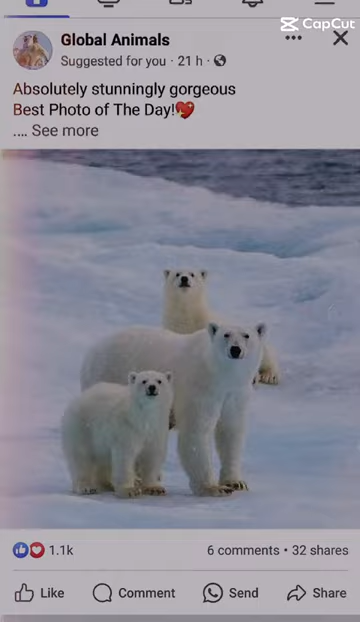 CapCut
Global Animals
Suggested for you · 21 h ·
Absolutely stunningly gorgeous
Best Photo of The Day!
.... See more
1.1k
6 comments • 32 shares
Like
Comment
Send
Share